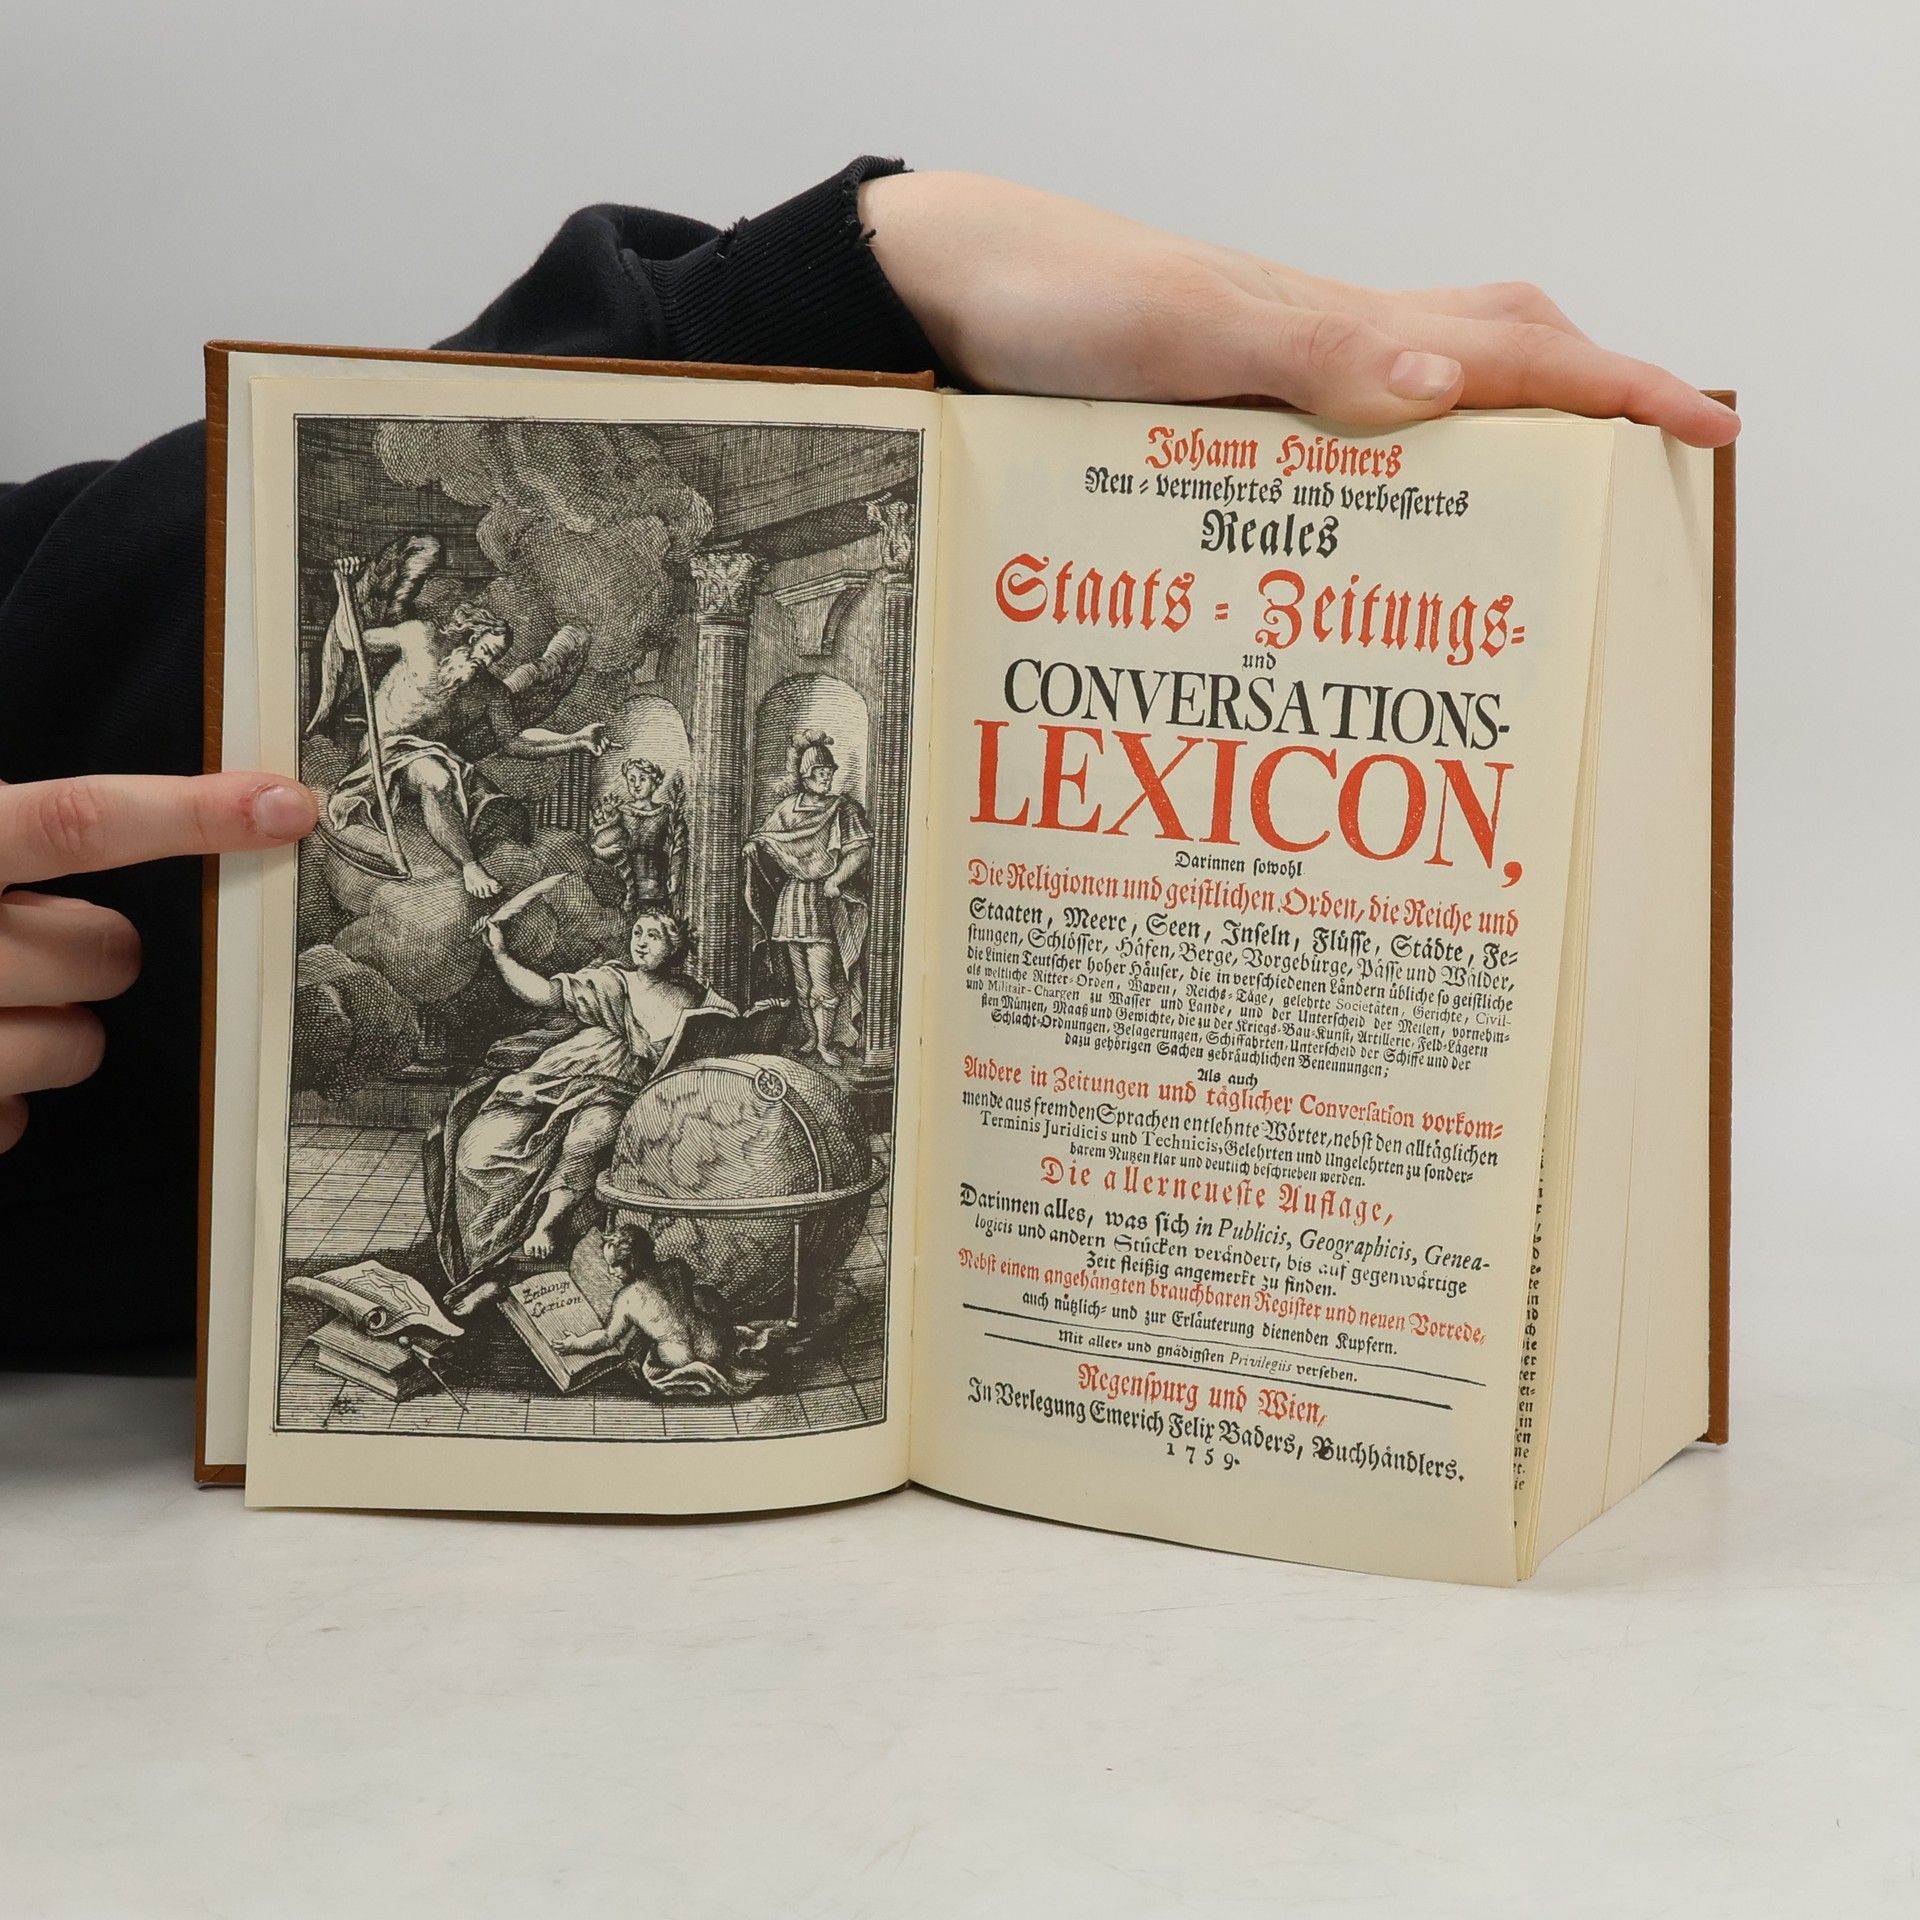 Zeitungs
Lexicon
Johann Hübners
Neu-vermehrtes und verbessertes
Reales
Staats-Zeitungs-
und
CONVERSATIONS-
LEXICON,
Darinnen sowohl
Die Religionen und geistlichen Orden, die Reiche und
Staaten, Meere, Seen, Inseln, Flüsse, Städte, Fe-
stungen, Schlösser, Häfen, Berge, Vorgebürge, Pässe und Wälder,
die Linien Teutscher hoher Häuser, die in verschiedenen Ländern übliche so geistliche
als weltliche Ritter-Orden, Wapen, Reichs-Täge, gelehrte Societäten, Gerichte, Civil-
und Militair-Chargen zu Wasser und Lande, und der Unterscheid der Meilen, vornehm-
sten Münzen, Maaß und Gewichte, die zu der Kriegs-Bau-Kunst, Artillerie, Feld-Lägern
Schlacht-Ordnungen, Belagerungen, Schiffahrten, Unterscheid der Schiffe und der
dazu gehörigen Sachen gebräuchlichen Benennungen;
Als auch
Andere in Zeitungen und täglicher Conversation vorkom-
mende aus fremden Sprachen entlehnte Wörter, nebst den alltäglichen
Terminis Juridicis und Technicis, Gelehrten und Ungelehrten zu sonder-
barem Nutzen klar und deutlich beschrieben werden.
Die allerneueste Auflage,
Darinnen alles, was sich in Publicis, Geographicis, Genea-
logicis und andern Stücken verändert, bis auf gegenwärtige
Zeit fleißig angemerkt zu finden.
Nebst einem angehängten brauchbaren Register und neuen Vorrede,
auch nützlich- und zur Erläuterung dienenden Kupfern.
Mit aller- und gnädigsten Privilegiis versehen.
Regenspurg und Wien,
In Verlegung Emerich Felix Baders, Buchhändlers.
1759.